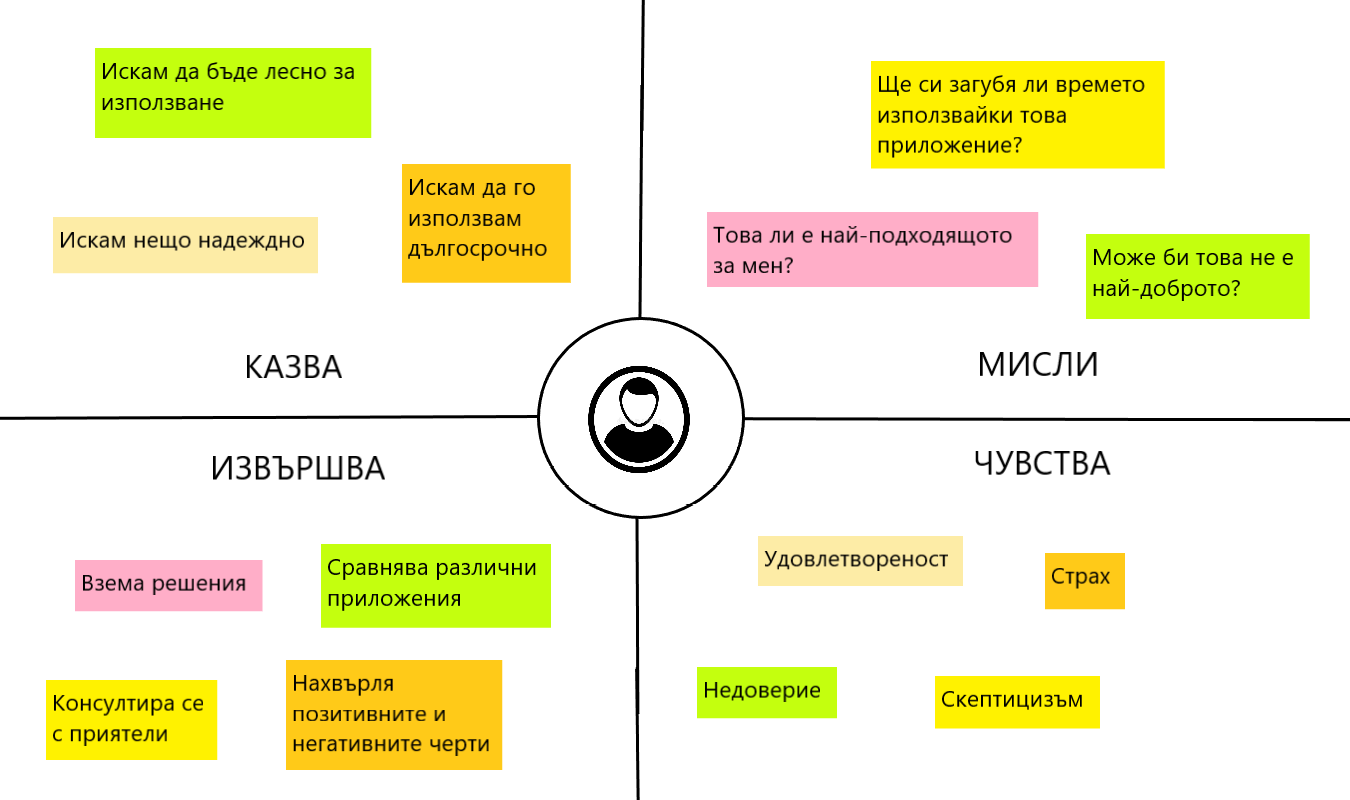 Искам да бъде лесно за
използване
Искам да го
използвам
дългосрочно
Искам нещо надеждно
КАЗВА
Ще си загубя ли времето
използвайки това
приложение?
Това ли е най-подходящото
за мен?
Може би това не е
най-доброто?
МИСЛИ
ИЗВЪРШВА
Взема решения
Сравнява различни
приложения
Консултира се
с приятели
Нахвърля
позитивните и
негативните черти
ЧУВСТВА
Удовлетвореност
Страх
Недоверие
Скептицизъм